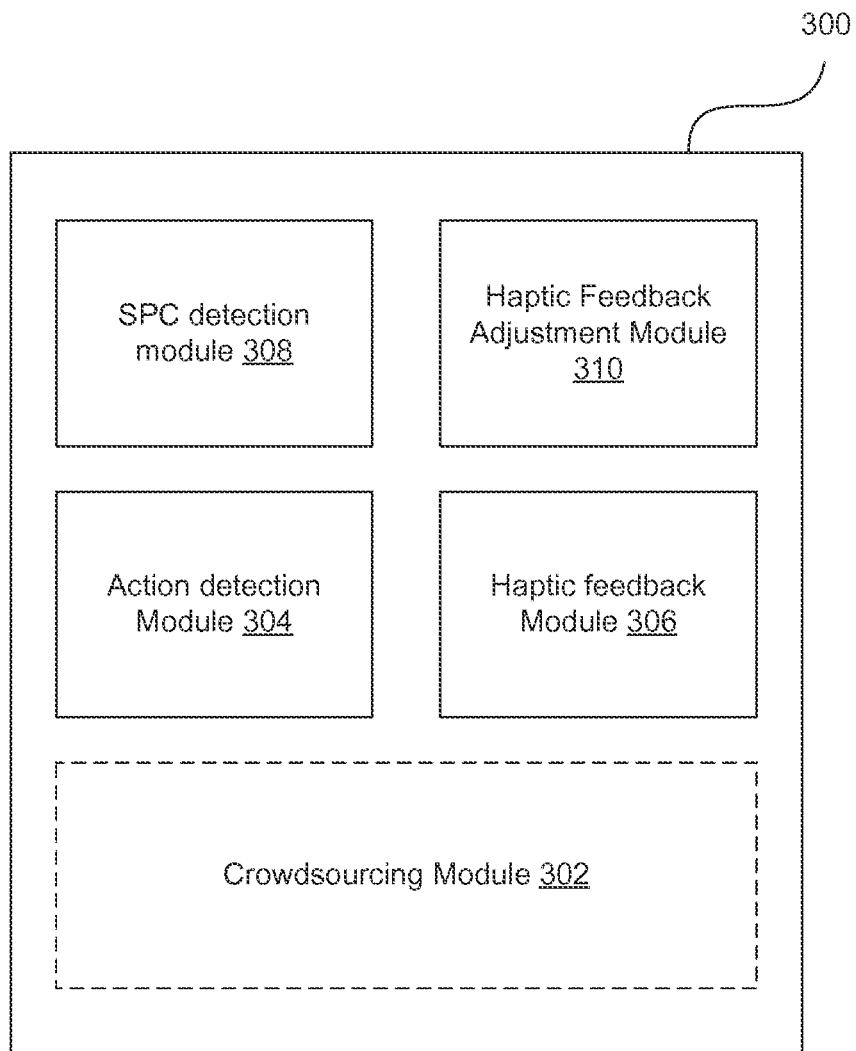 300
SPC detection
module 308
Haptic Feedback
Adjustment Module
310
Action detection
Module 304
Haptic feedback
Module 306
Crowdsourcing Module 302